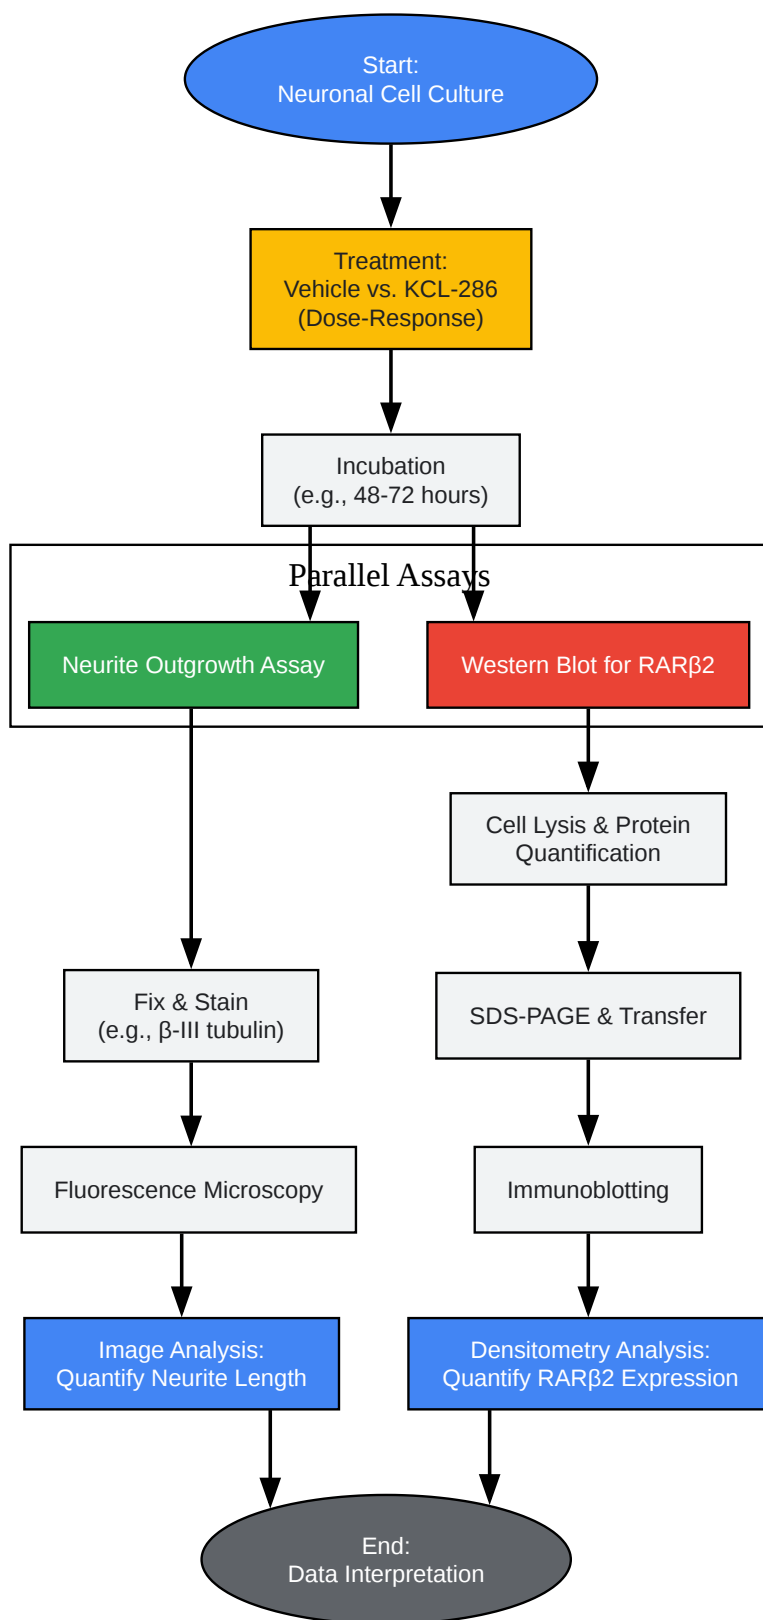 Start:
Neuronal Cell Culture
Treatment:
Vehicle vs. KCL-286
(Dose-Response)
Incubation
(e.g., 48-72 hours)
Parallel Assays
Neurite Outgrowth Assay
Western Blot for RARβ2
Cell Lysis & Protein
Quantification
Fix & Stain
(e.g., β-III tubulin)
SDS-PAGE & Transfer
Fluorescence Microscopy
Immunoblotting
Image Analysis:
Quantify Neurite Length
Densitometry Analysis:
Quantify RARβ2 Expression
End:
Data Interpretation